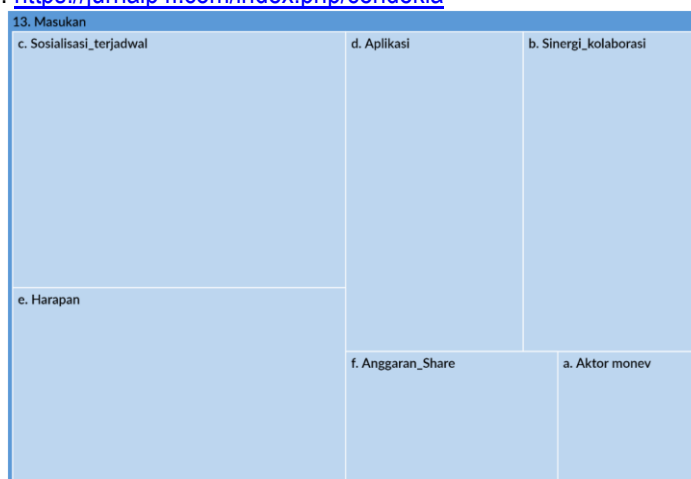 13. Masukan
c. Sosialisasi_terjadwal
d. Aplikasi
b. Sinergi_kolaborasi
e. Harapan
f. Anggaran_Share
a. Aktor monev